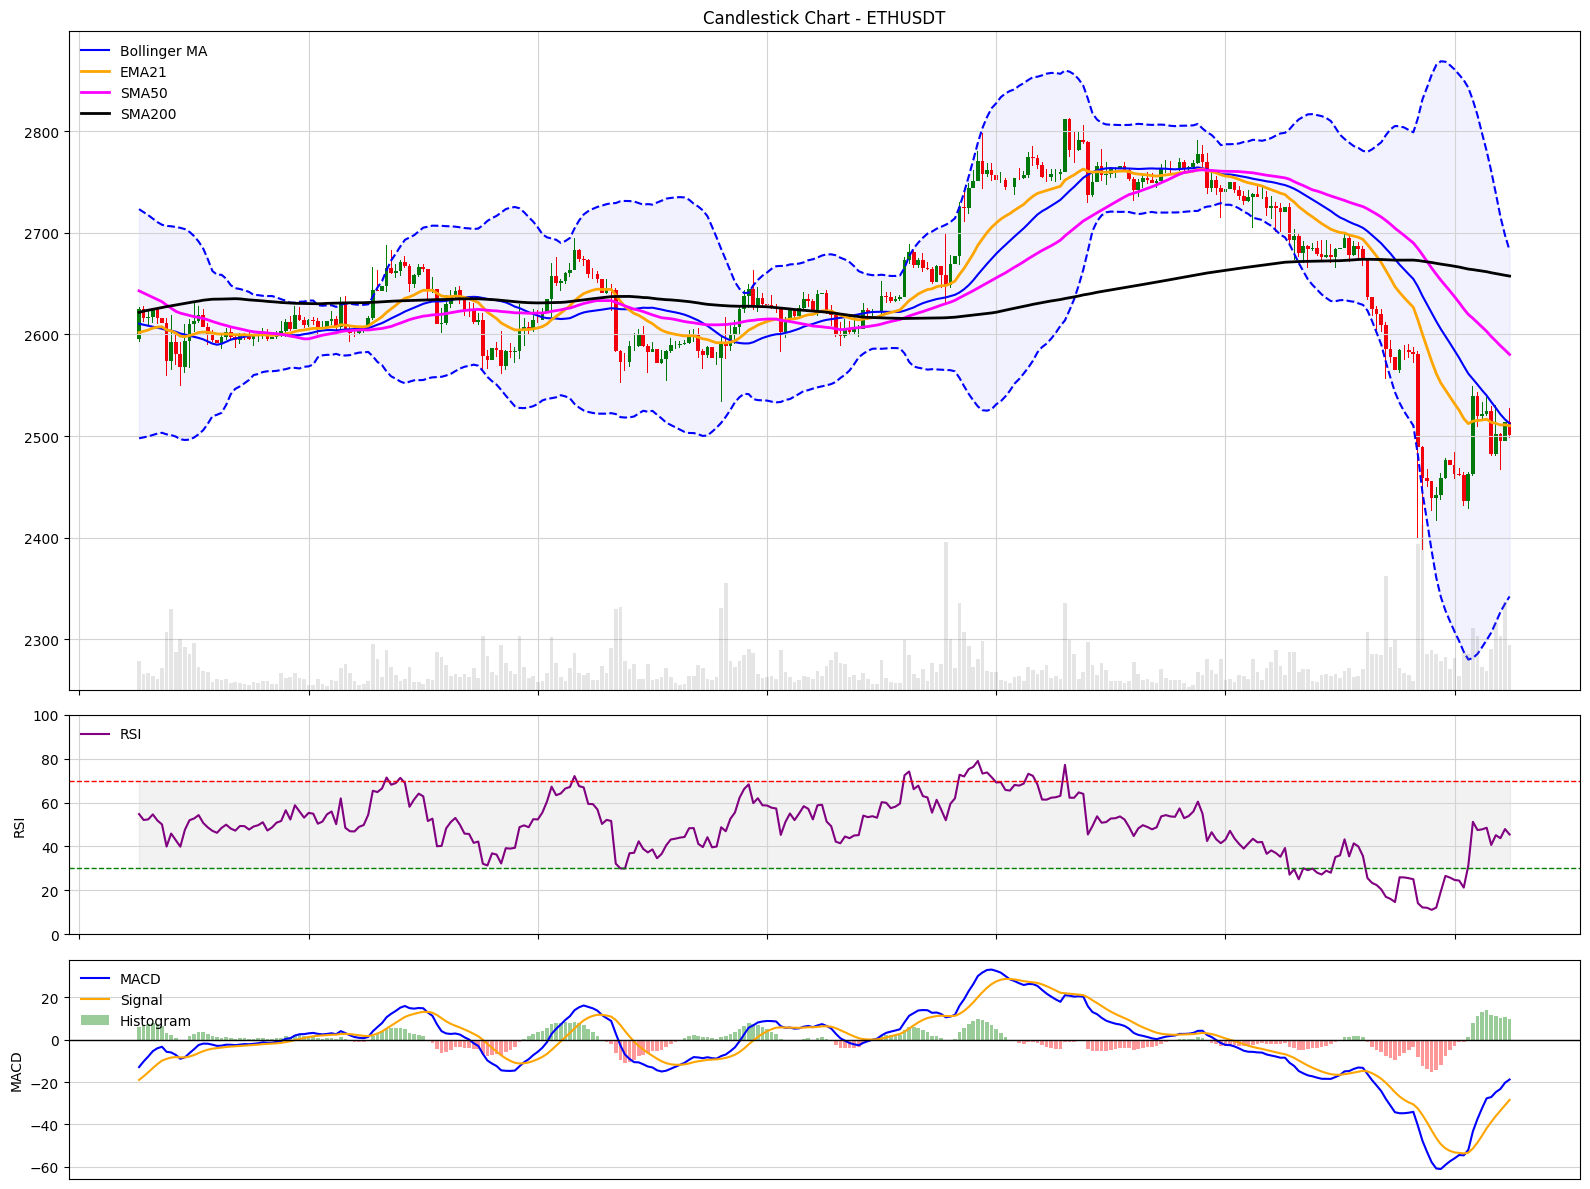 Candlestick Chart - ETHUSDT
Bollinger MA
EMA21
SMA50
SMA200
2800
2700
2600
2500
2400
2300
100
RSI
80
60
40
20
0
RSI
MACD
Signal
Histogram
20
0
−20
−40
−60
MACD